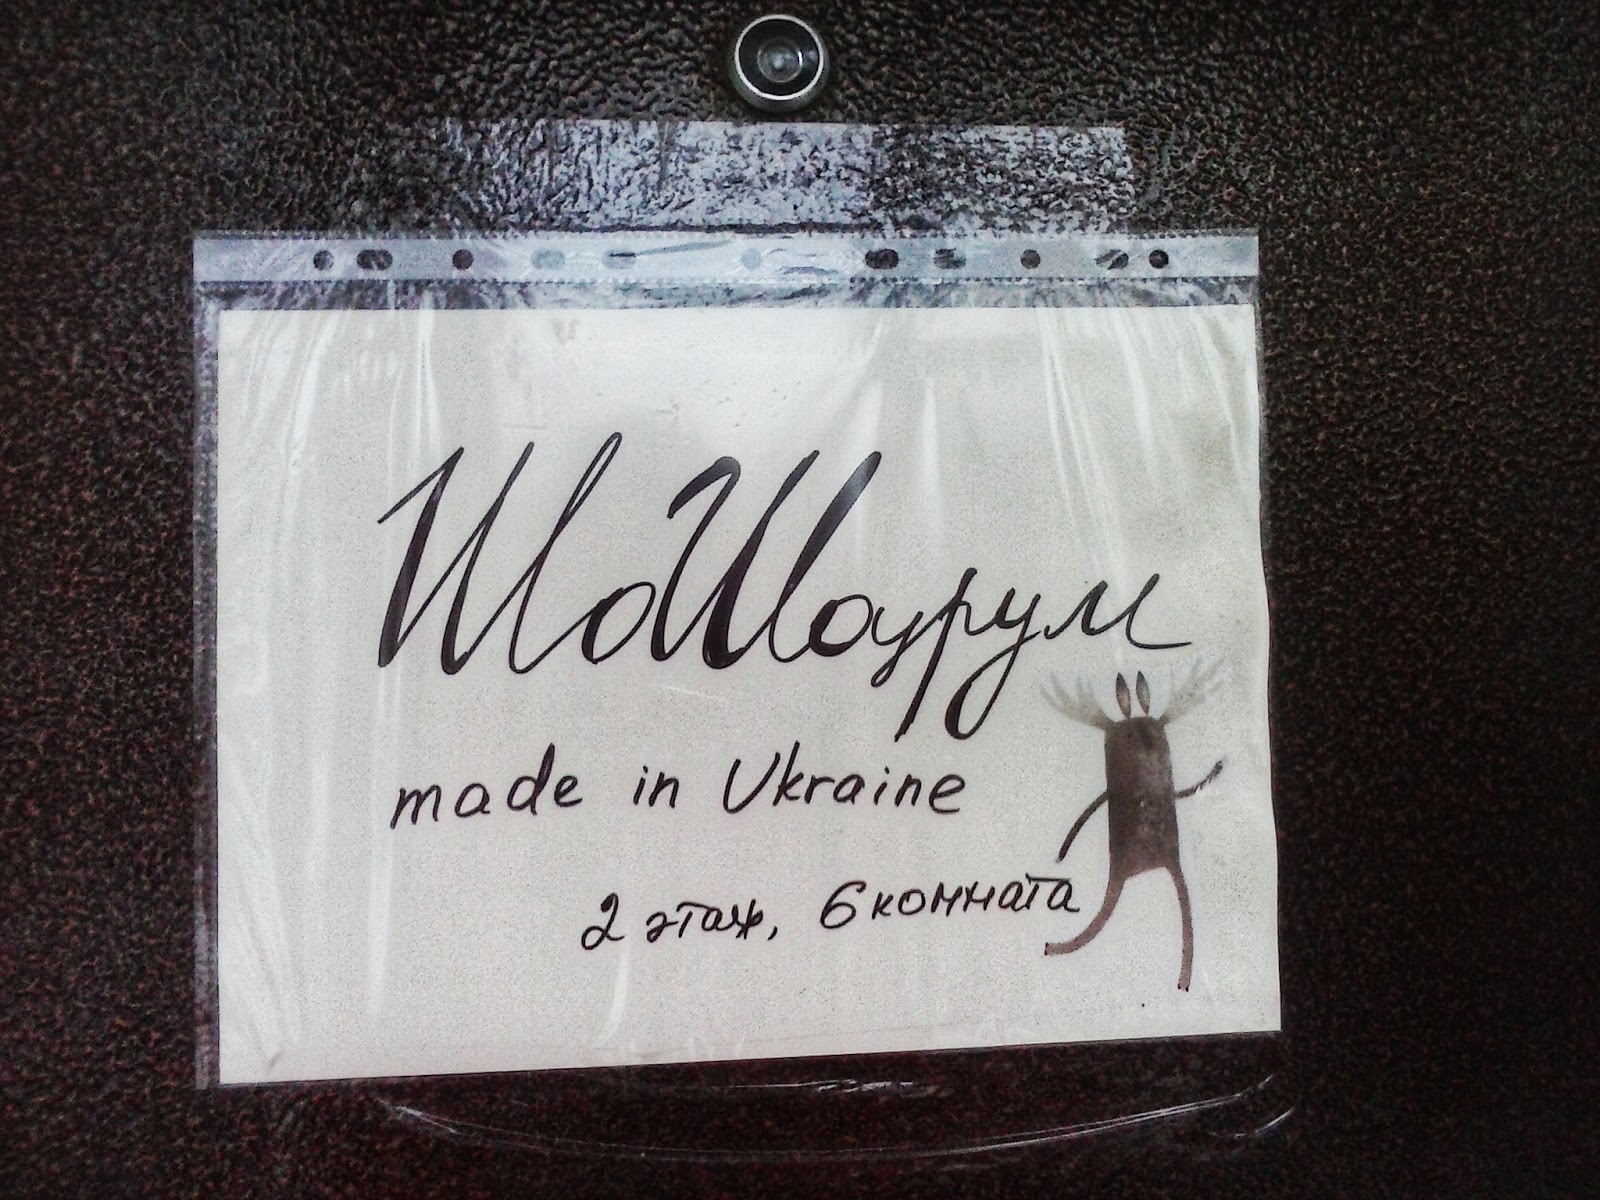 ШоШоурум
made in Ukraine
2 этаж, 6 комната